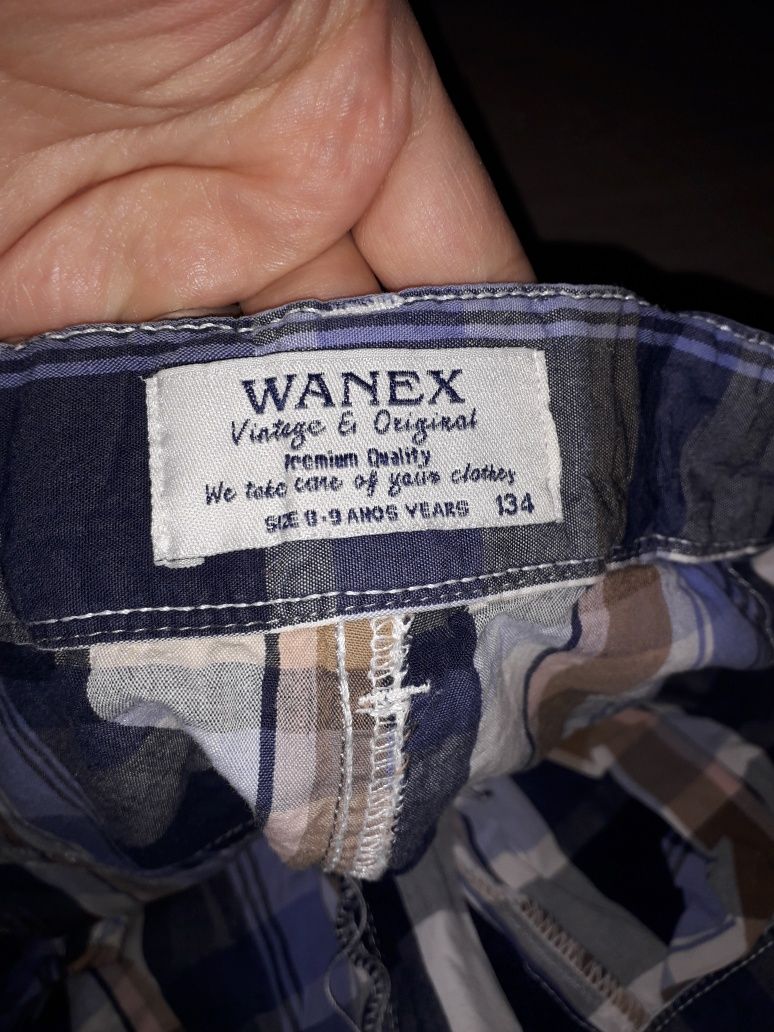 WANEX
Vintage & Original
Premium Quality
We take care of your clothes
SIZE 8-9 ANOS YEARS 134